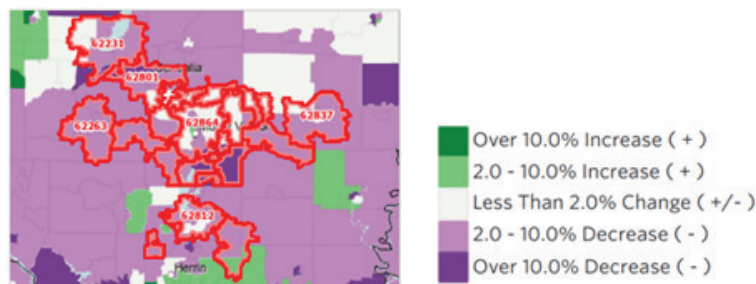 62231
62801
62263
62864
62837
62812
Herrin
Over 10.0% Increase ( + )
2.0 - 10.0% Increase ( + )
Less Than 2.0% Change ( +/- )
2.0 - 10.0% Decrease ( - )
Over 10.0% Decrease ( - )